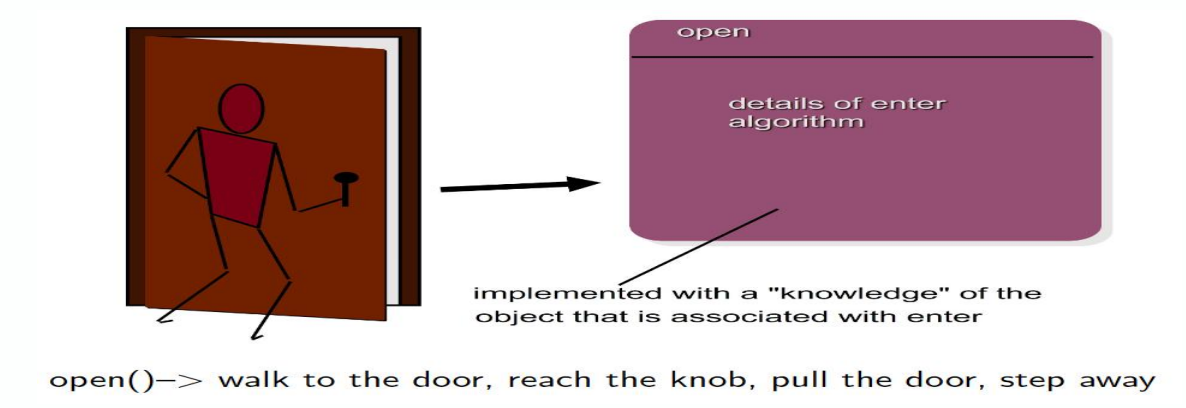 open
details of enter
algorithm
implemented with a "knowledge" of the
object that is associated with enter
open()−> walk to the door, reach the knob, pull the door, step away